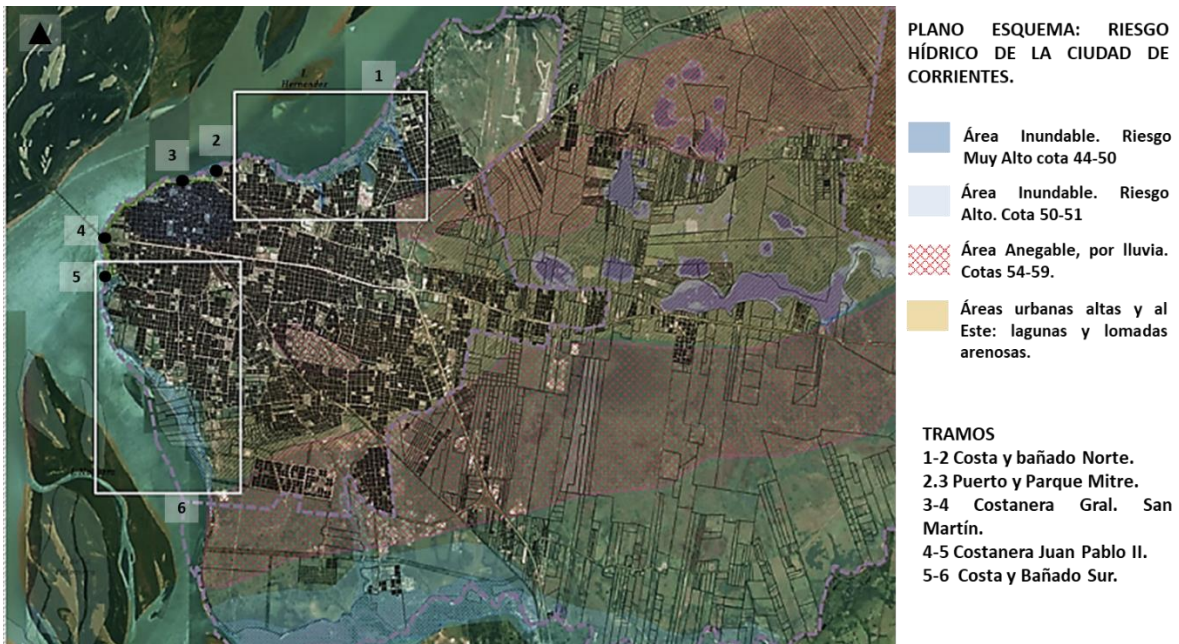 1
I.
Hernandez
2
3
4
5
6
PLANO ESQUEMA: RIESGO
HÍDRICO DE LA CIUDAD DE
CORRIENTES.
Área Inundable. Riesgo
Muy Alto cota 44-50
Área Inundable. Riesgo
Alto. Cota 50-51
Área Anegable, por lluvia.
Cotas 54-59.
Áreas urbanas altas y al
Este: lagunas y lomadas
arenosas.
TRAMOS
1-2 Costa y bañado Norte.
2.3 Puerto y Parque Mitre.
3-4 Costanera Gral. San
Martín.
4-5 Costanera Juan Pablo II.
5-6 Costa y Bañado Sur.